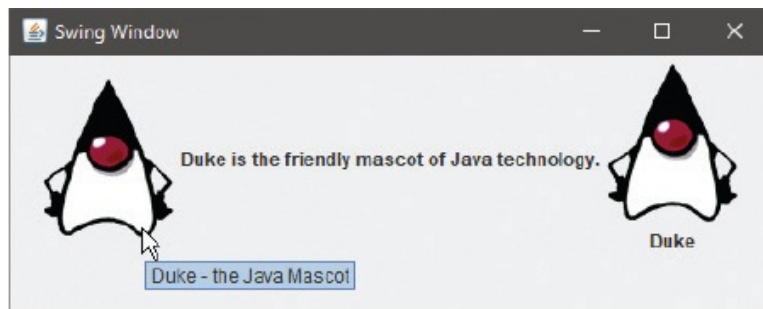 Swing Window
Duke is the friendly mascot of Java technology.
Duke
Duke - the Java Mascot